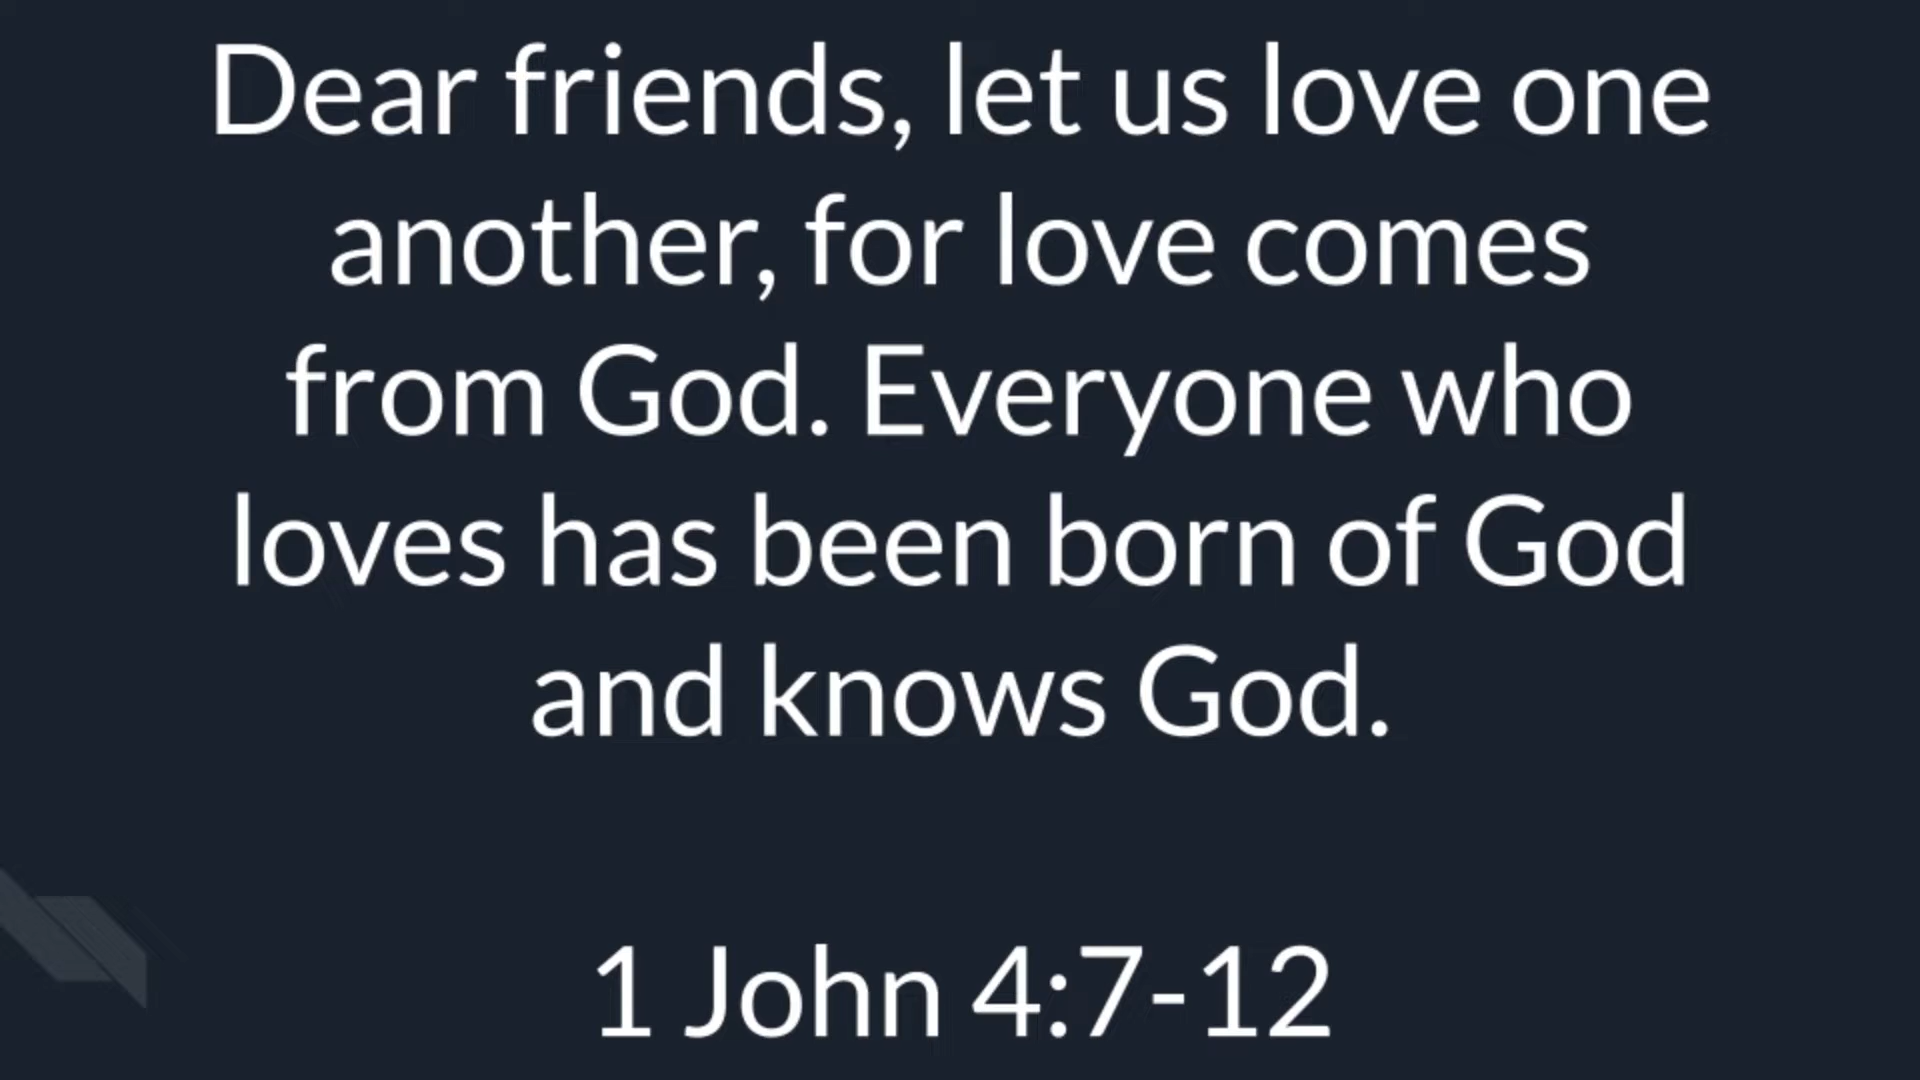 Dear friends, let us love one
another, for love comes
from God. Everyone who
loves has been born of God
and knows God.
1 John 4:7-12